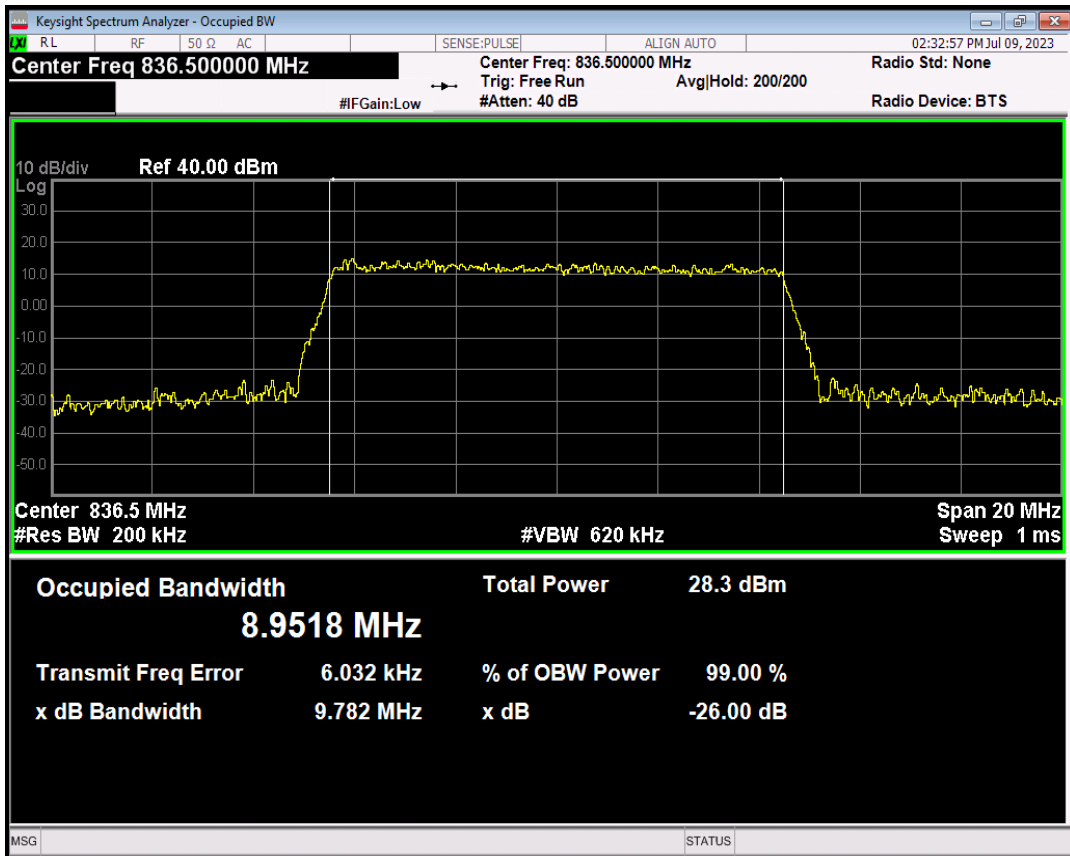 Keysight Spectrum Analyzer - Occupied BW
LXI RL RF 50 Ω AC SENSE:PULSE ALIGN AUTO 02:32:57 PM Jul 09, 2023
Center Freq 836.500000 MHz Center Freq: 836.500000 MHz Radio Std: None
Trig: Free Run Avg|Hold: 200/200
#IFGain:Low #Atten: 40 dB Radio Device: BTS
10 dB/div Ref 40.00 dBm
Log
30.0
20.0
10.0
0.00
-10.0
-20.0
-30.0
-40.0
-50.0
Center 836.5 MHz Span 20 MHz
#Res BW 200 kHz #VBW 620 kHz Sweep 1 ms
Occupied Bandwidth Total Power 28.3 dBm
8.9518 MHz
Transmit Freq Error 6.032 kHz % of OBW Power 99.00 %
x dB Bandwidth 9.782 MHz x dB -26.00 dB
MSG STATUS